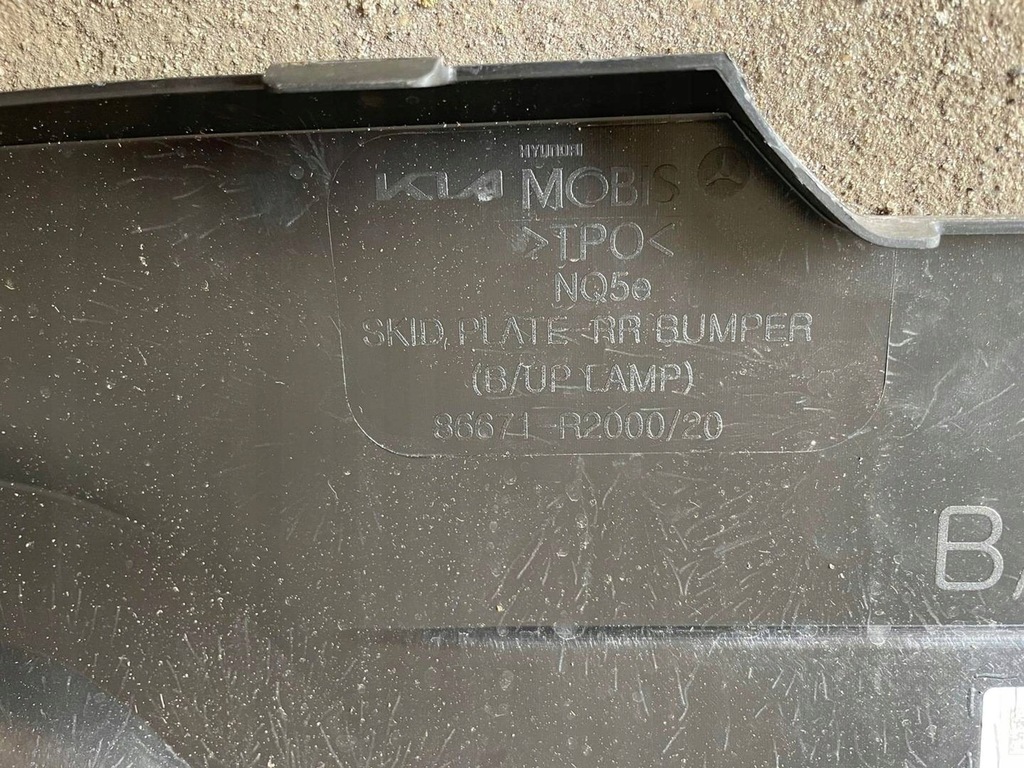 HYUNDAI
KIA MOBIS
>TPO<
NQ5e
SKID PLATE-RR BUMPER
(B/UP LAMP)
86671-R2000/20
B/